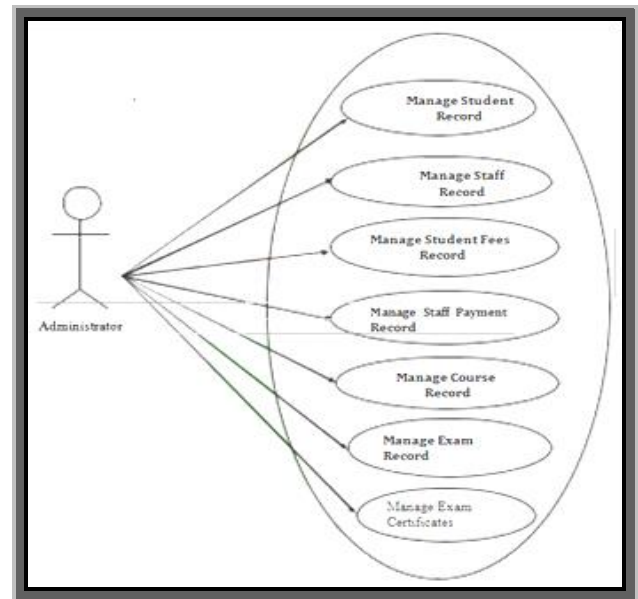 Manage Student
Record
Manage Staff
Record
Manage Student Fees
Record
Manage Staff Payment
Record
Manage Course
Record
Manage Exam
Record
Manage Exam
Certificates
Administrator